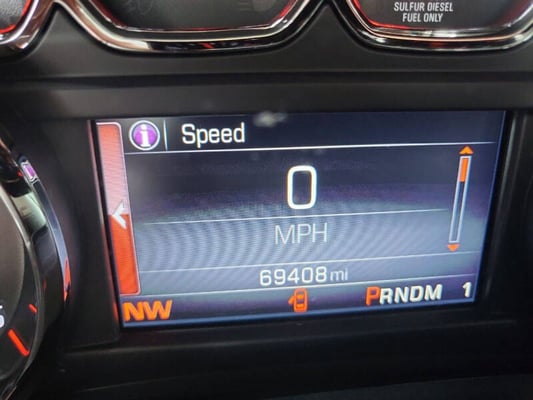 SULFUR DIESEL
FUEL ONLY
i Speed
0
MPH
69408 mi
NW PRNDM 1